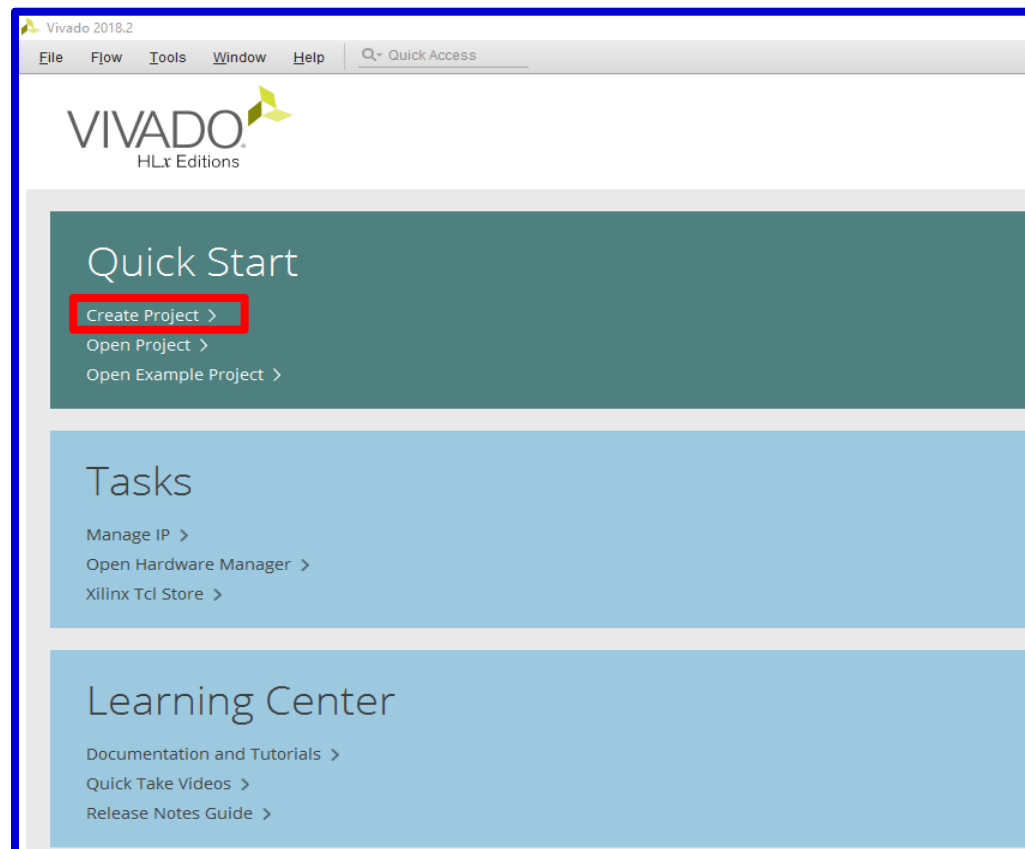 Vivado 2018.2
File Flow Tools Window Help Quick Access
VIVADO.
HLx Editions
Quick Start
Create Project >
Open Project >
Open Example Project >
Tasks
Manage IP >
Open Hardware Manager >
Xilinx Tcl Store >
Learning Center
Documentation and Tutorials >
Quick Take Videos >
Release Notes Guide >